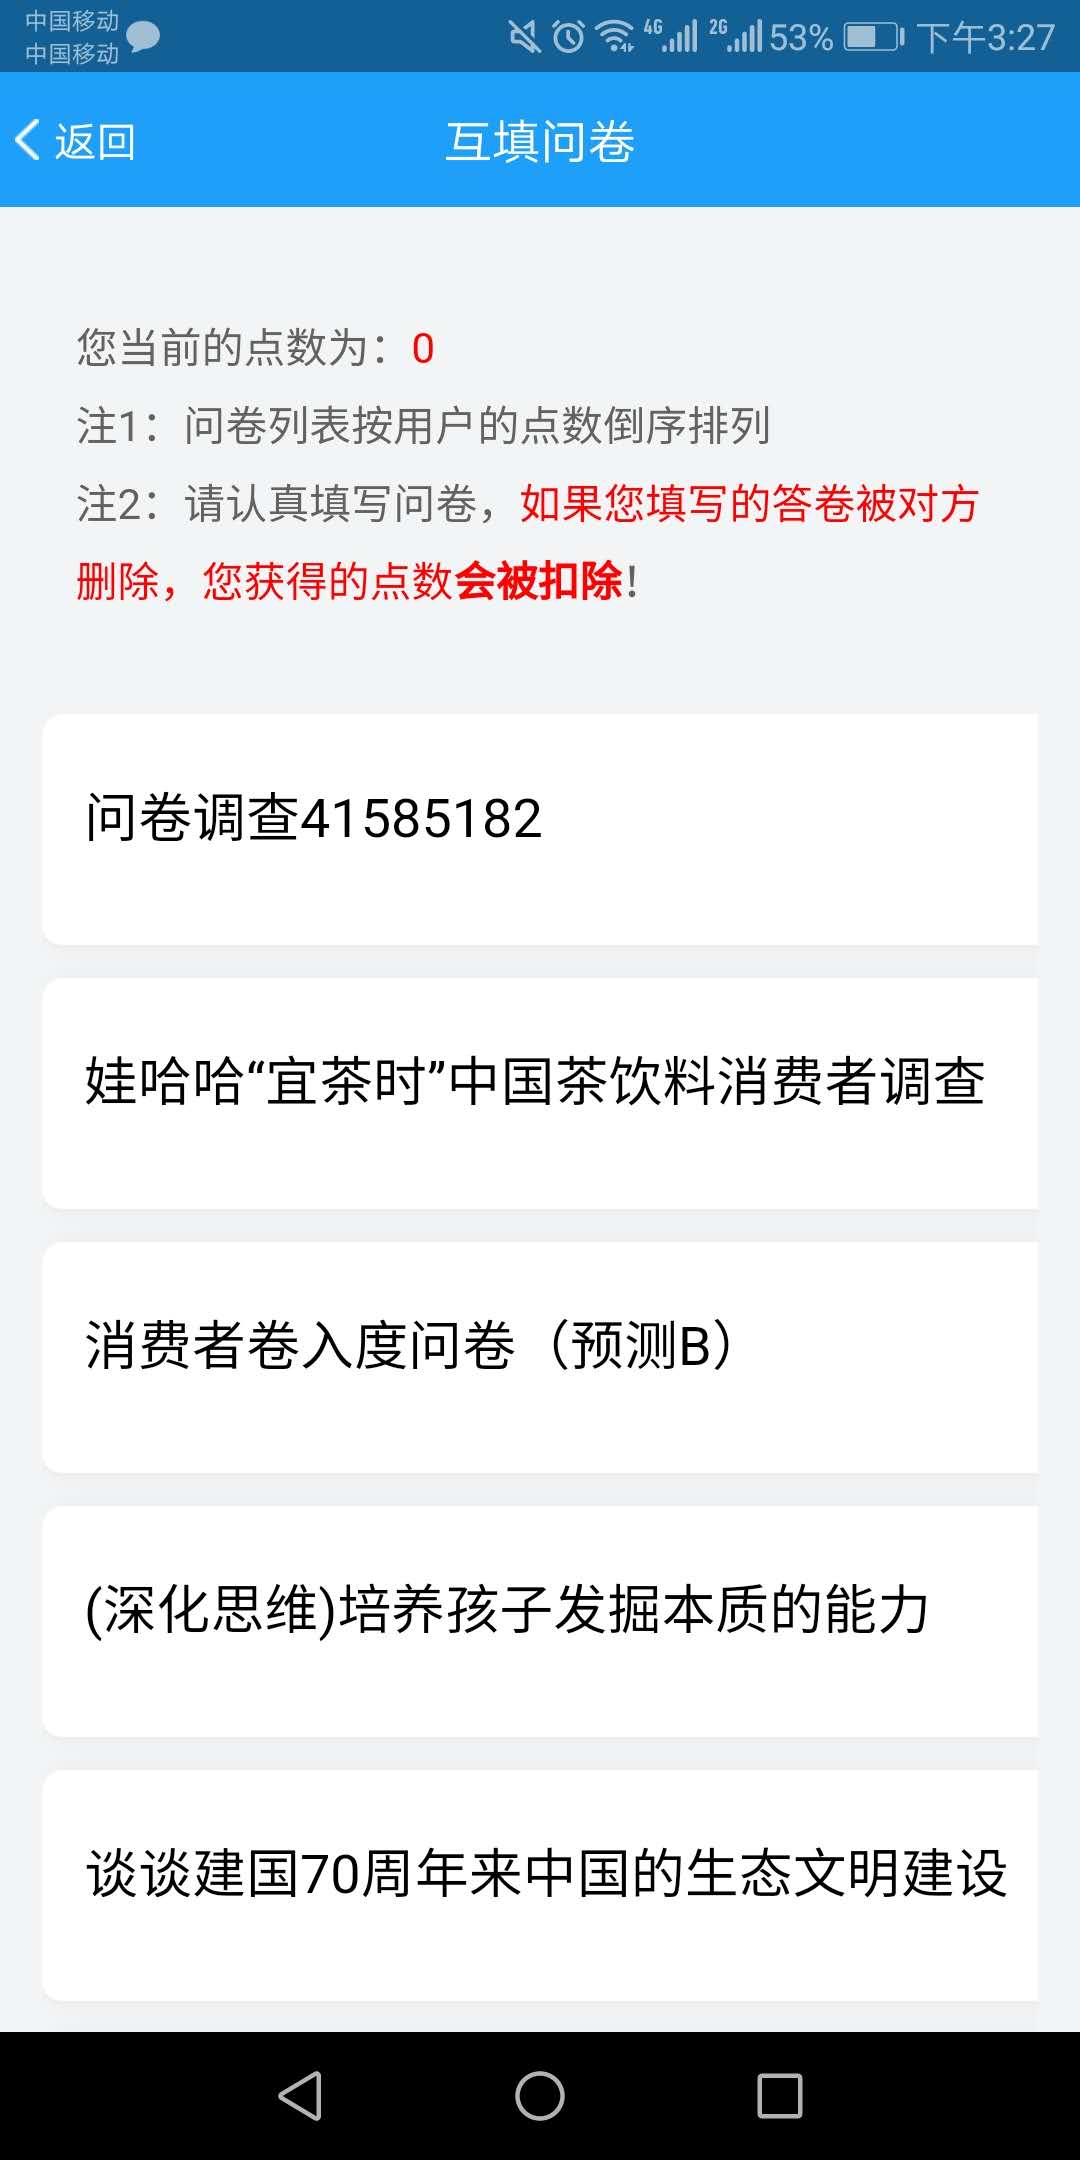 中国移动
中国移动
4G 2G 53% 下午3:27
返回 互填问卷
您当前的点数为：0
注1：问卷列表按用户的点数倒序排列
注2：请认真填写问卷，如果您填写的答卷被对方
删除，您获得的点数会被扣除！
问卷调查41585182
娃哈哈“宜茶时”中国茶饮料消费者调查
消费者卷入度问卷（预测B）
(深化思维)培养孩子发掘本质的能力
谈谈建国70周年来中国的生态文明建设